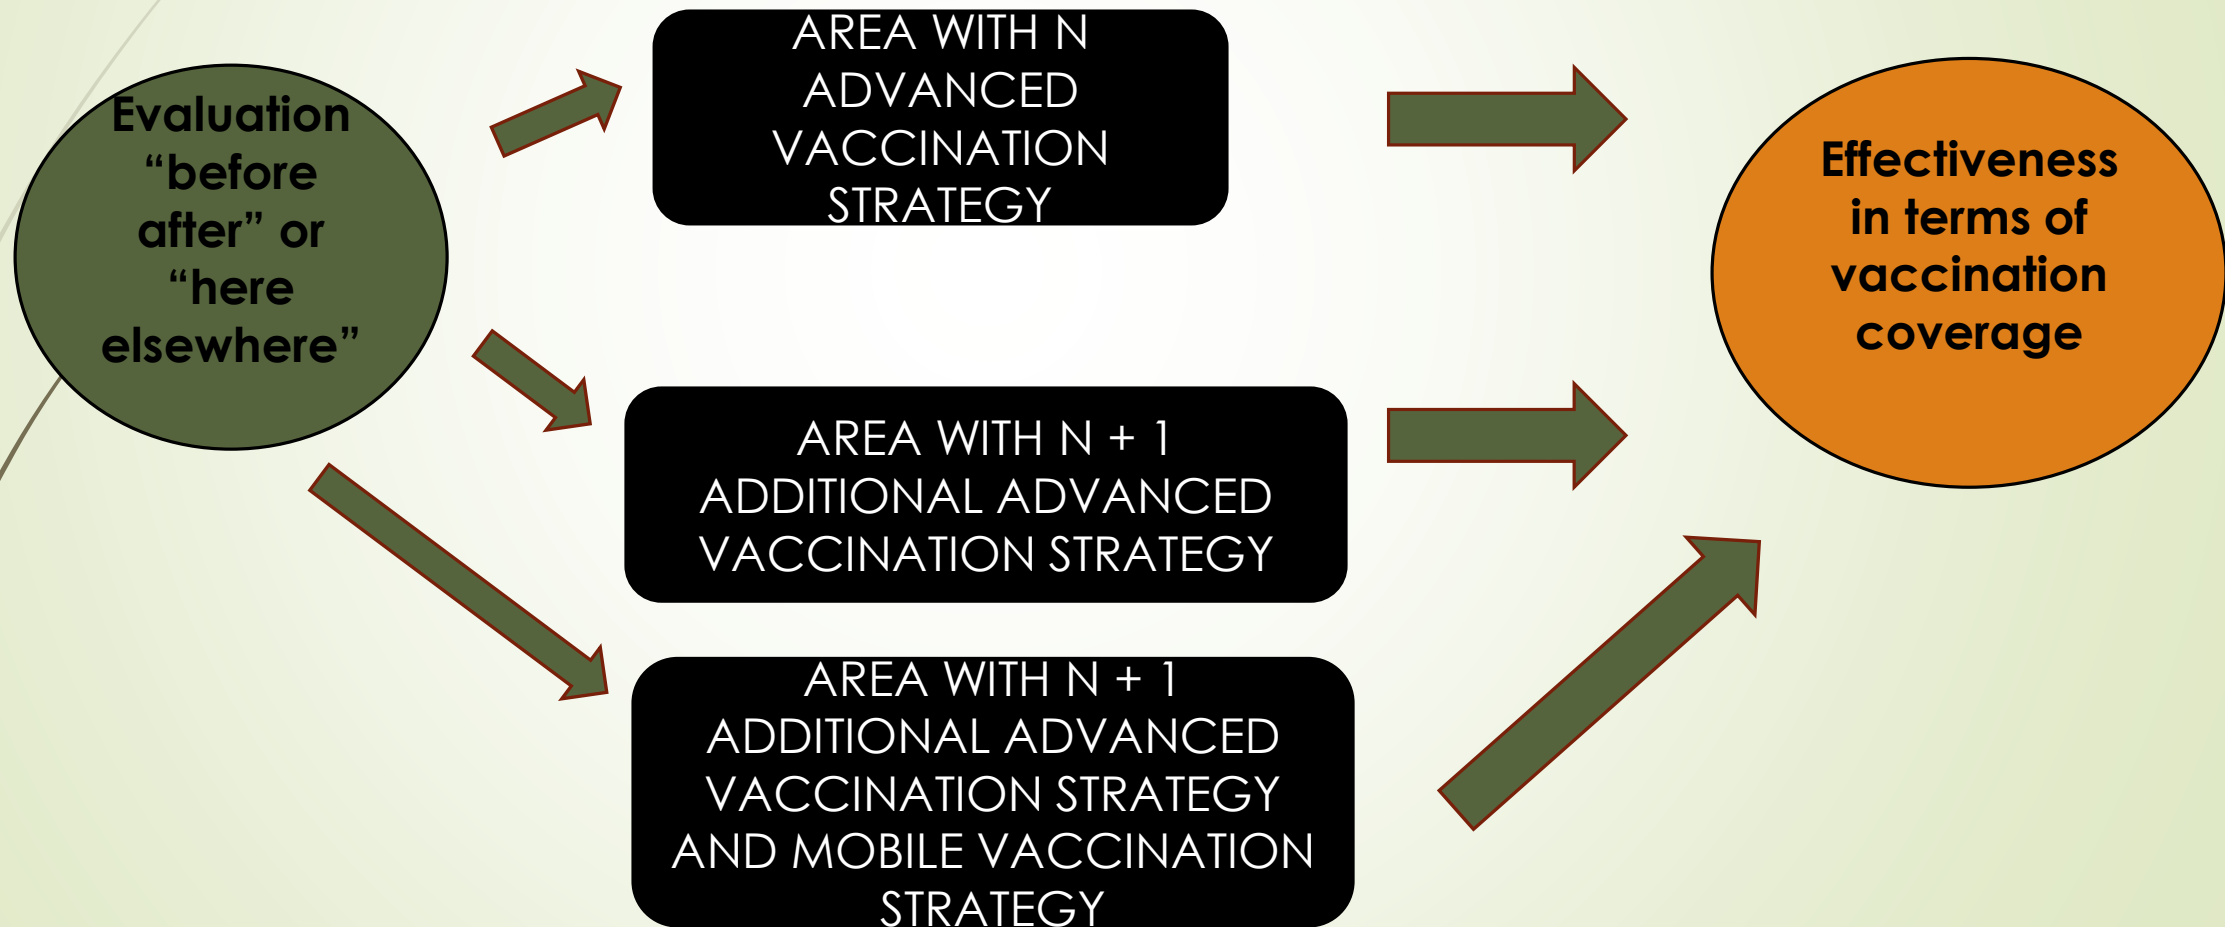 Evaluation
“before
after” or
“here
elsewhere”
AREA WITH N
ADVANCED
VACCINATION
STRATEGY
AREA WITH N + 1
ADDITIONAL ADVANCED
VACCINATION STRATEGY
AREA WITH N + 1
ADDITIONAL ADVANCED
VACCINATION STRATEGY
AND MOBILE VACCINATION
STRATEGY
Effectiveness
in terms of
vaccination
coverage